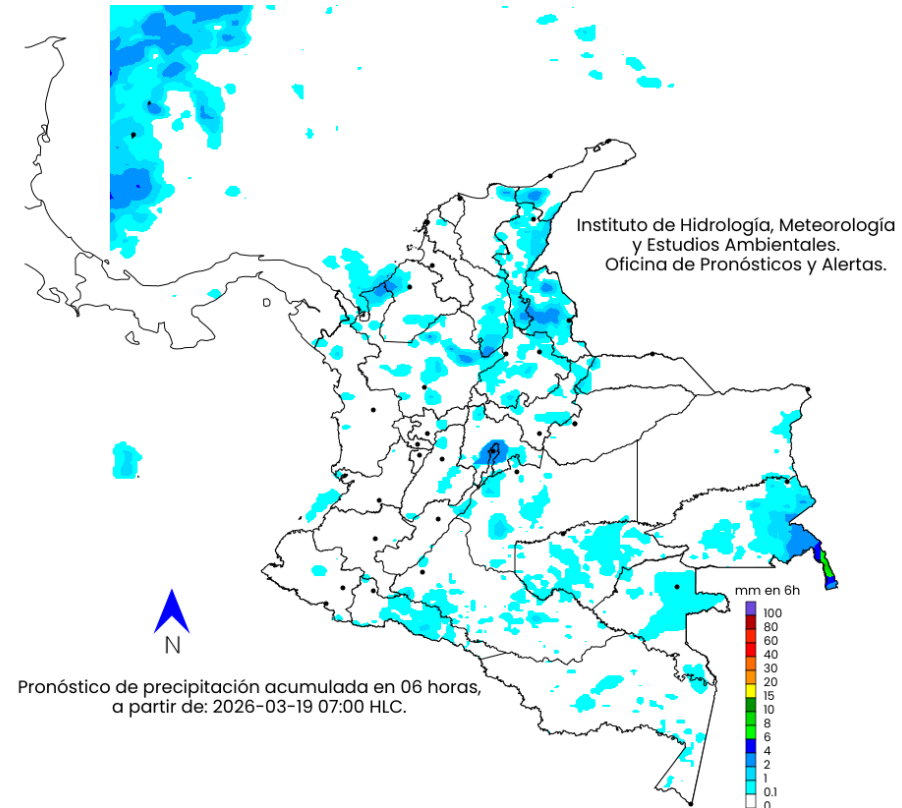 Instituto de Hidrología, Meteorología
y Estudios Ambientales.
Oficina de Pronósticos y Alertas.
N
Pronóstico de precipitación acumulada en 06 horas,
a partir de: 2026-03-19 07:00 HLC.
mm en 6h
100
80
60
40
30
20
15
10
8
6
4
2
1
0.1
0